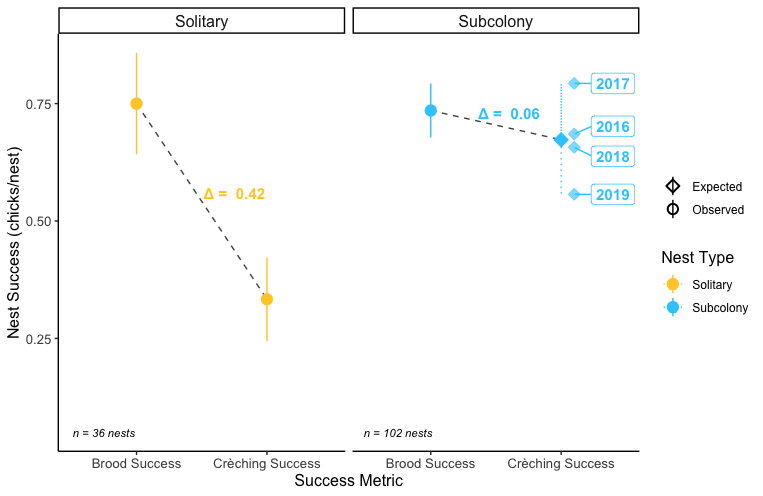 Solitary
Subcolony
Nest Success (chicks/nest)
0.75
0.50
0.25
Δ = 0.42
n = 36 nests
Δ = 0.06
2017
2016
2018
2019
n = 102 nests
Brood Success
Crèching Success
Brood Success
Crèching Success
Success Metric
Expected
Observed
Nest Type
Solitary
Subcolony